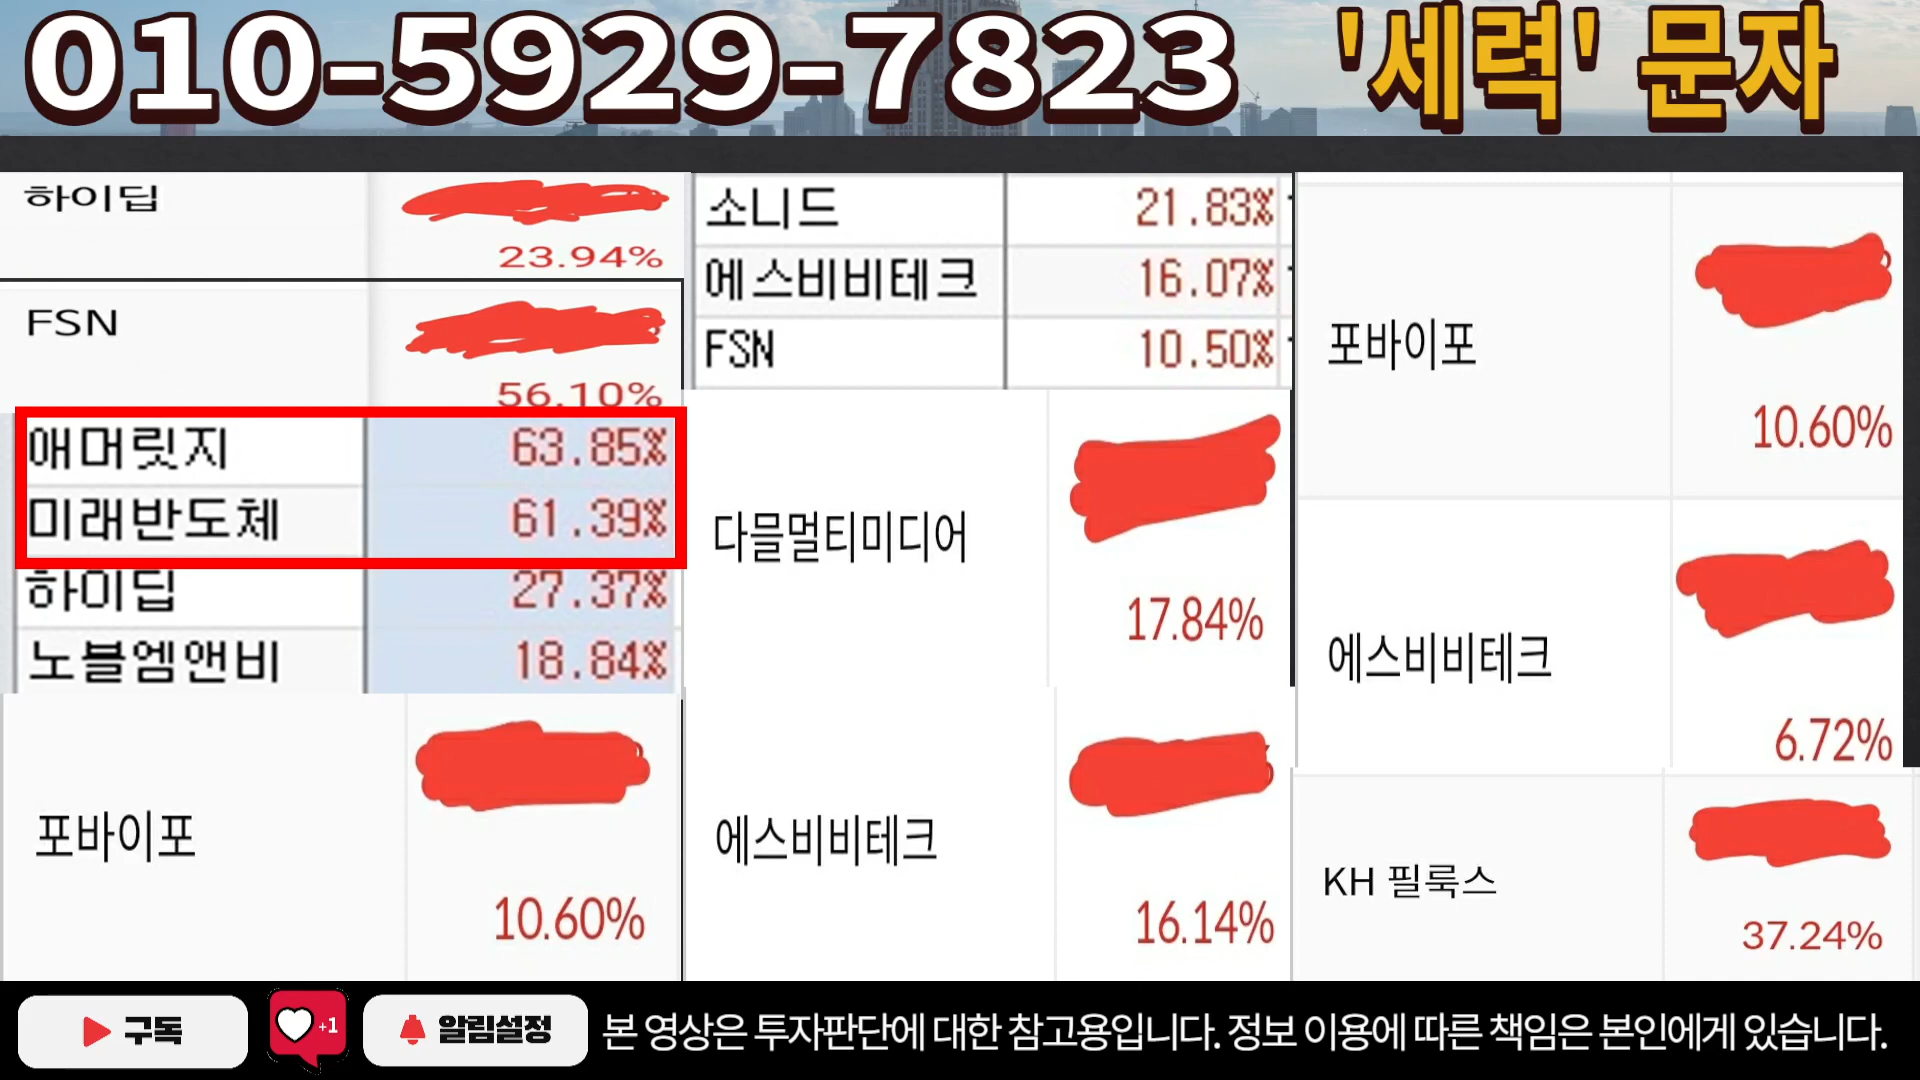 010-5929-7823 '세력' 문자
하이딥
23.94%
FSN
56.10%
애머릿지 63.85%
미래반도체 61.39%
하이딥 27.37%
노블엠앤비 18.84%
포바이포
10.60%
소니드 21.83%
에스비비테크 16.07%
FSN 10.50%
다믈멀티미디어
17.84%
에스비비테크
16.14%
포바이포
10.60%
에스비비테크
6.72%
KH 필룩스
37.24%
구독 +1 알림설정 본 영상은 투자판단에 대한 참고용입니다. 정보 이용에 따른 책임은 본인에게 있습니다.